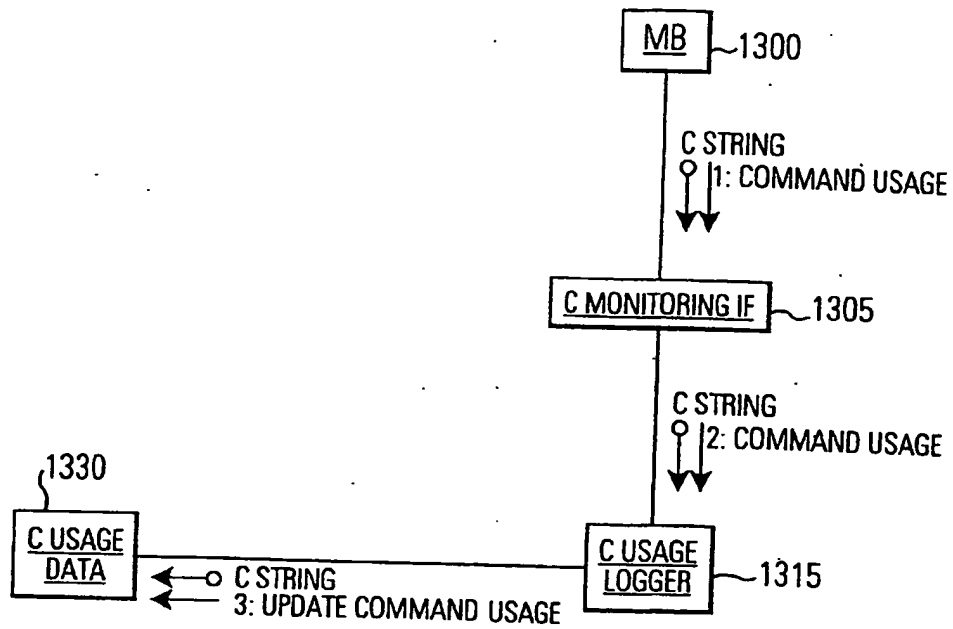 MB
1300
C STRING
1: COMMAND USAGE
C MONITORING IF
1305
C STRING
2: COMMAND USAGE
1330
C USAGE
DATA
C STRING
3: UPDATE COMMAND USAGE
C USAGE
LOGGER
1315